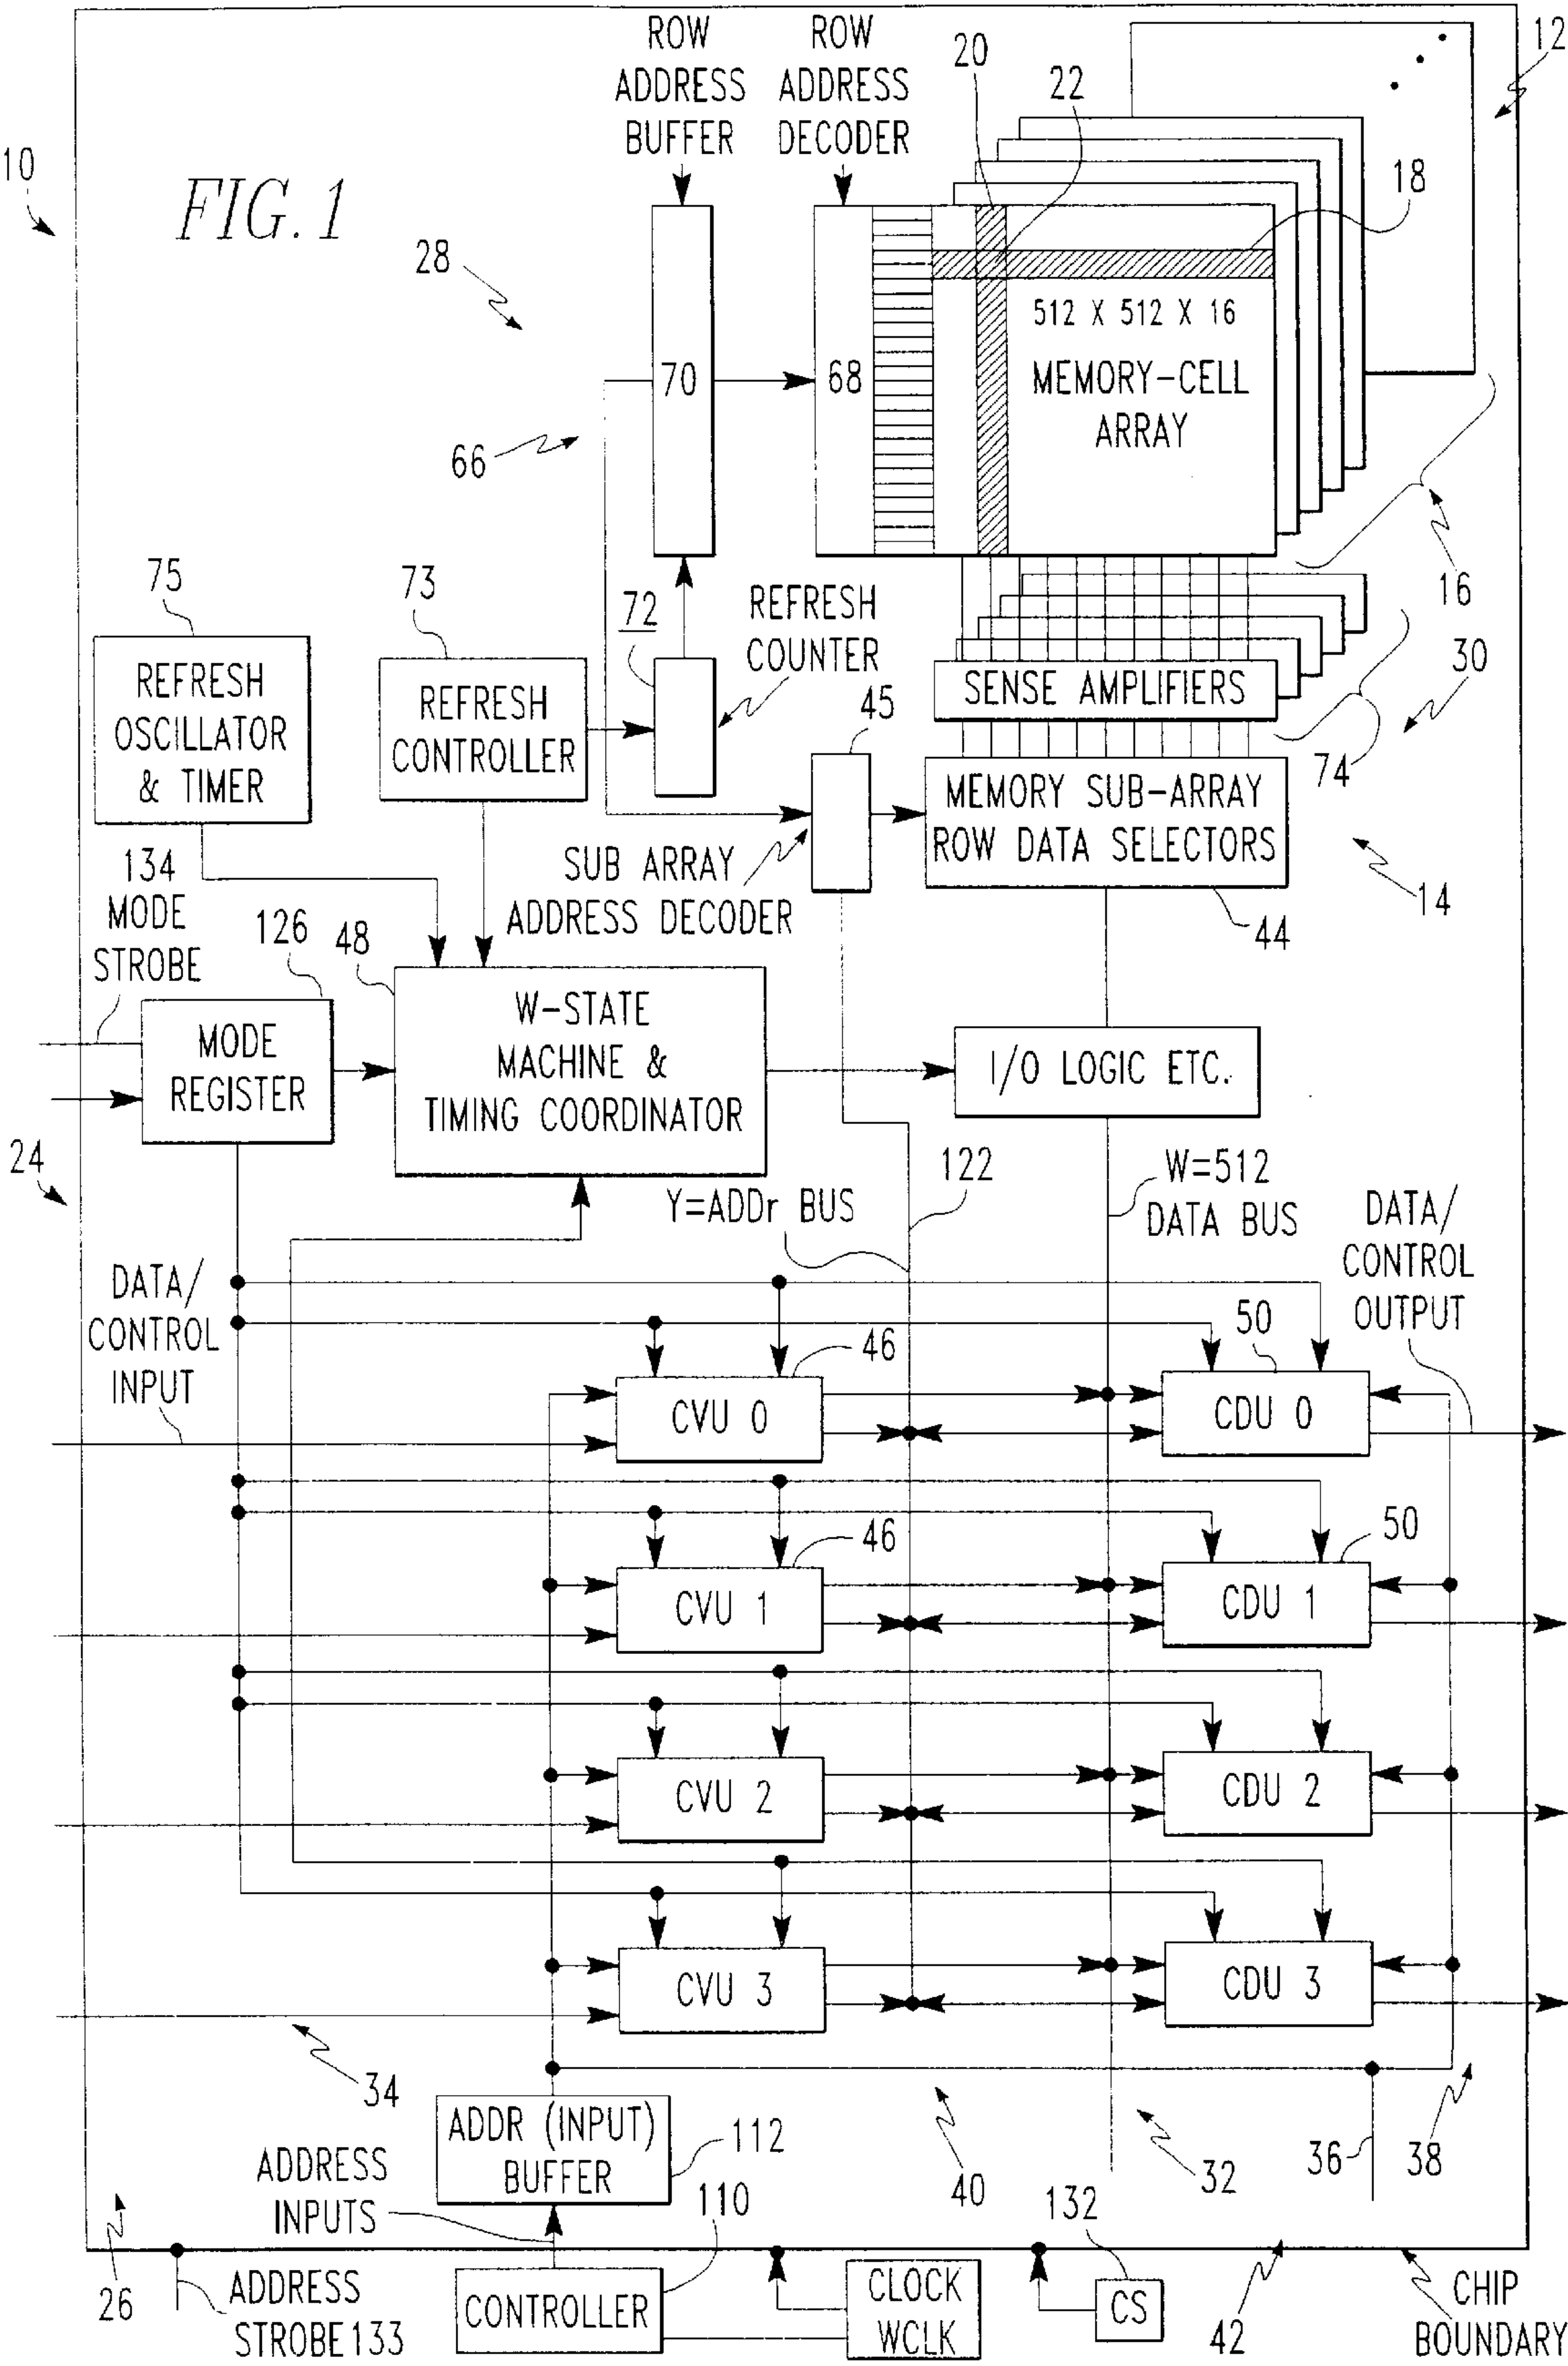 ROW
ADDRESS
BUFFER
ROW
ADDRESS
DECODER
20
22
12
10
FIG. 1
18
28
512 X 512 X 16
MEMORY-CELL
ARRAY
70
68
66
16
75
73
72
REFRESH
COUNTER
30
REFRESH
OSCILLATOR
& TIMER
REFRESH
CONTROLLER
45
SENSE AMPLIFIERS
74
MEMORY SUB-ARRAY
ROW DATA SELECTORS
14
SUB ARRAY
ADDRESS DECODER
44
134
MODE
STROBE
126
48
MODE
REGISTER
W-STATE
MACHINE &
TIMING COORDINATOR
I/O LOGIC ETC.
24
Y=ADDr BUS
122
W=512
DATA BUS
DATA/
CONTROL
OUTPUT
DATA/
CONTROL
INPUT
46
50
CVU 0
CDU 0
46
50
CVU 1
CDU 1
CVU 2
CDU 2
CVU 3
CDU 3
34
ADDR (INPUT)
BUFFER
112
40
32
36
38
ADDRESS
INPUTS
110
132
26
ADDRESS
STROBE 133
CONTROLLER
CLOCK
WCLK
CS
42
CHIP
BOUNDARY